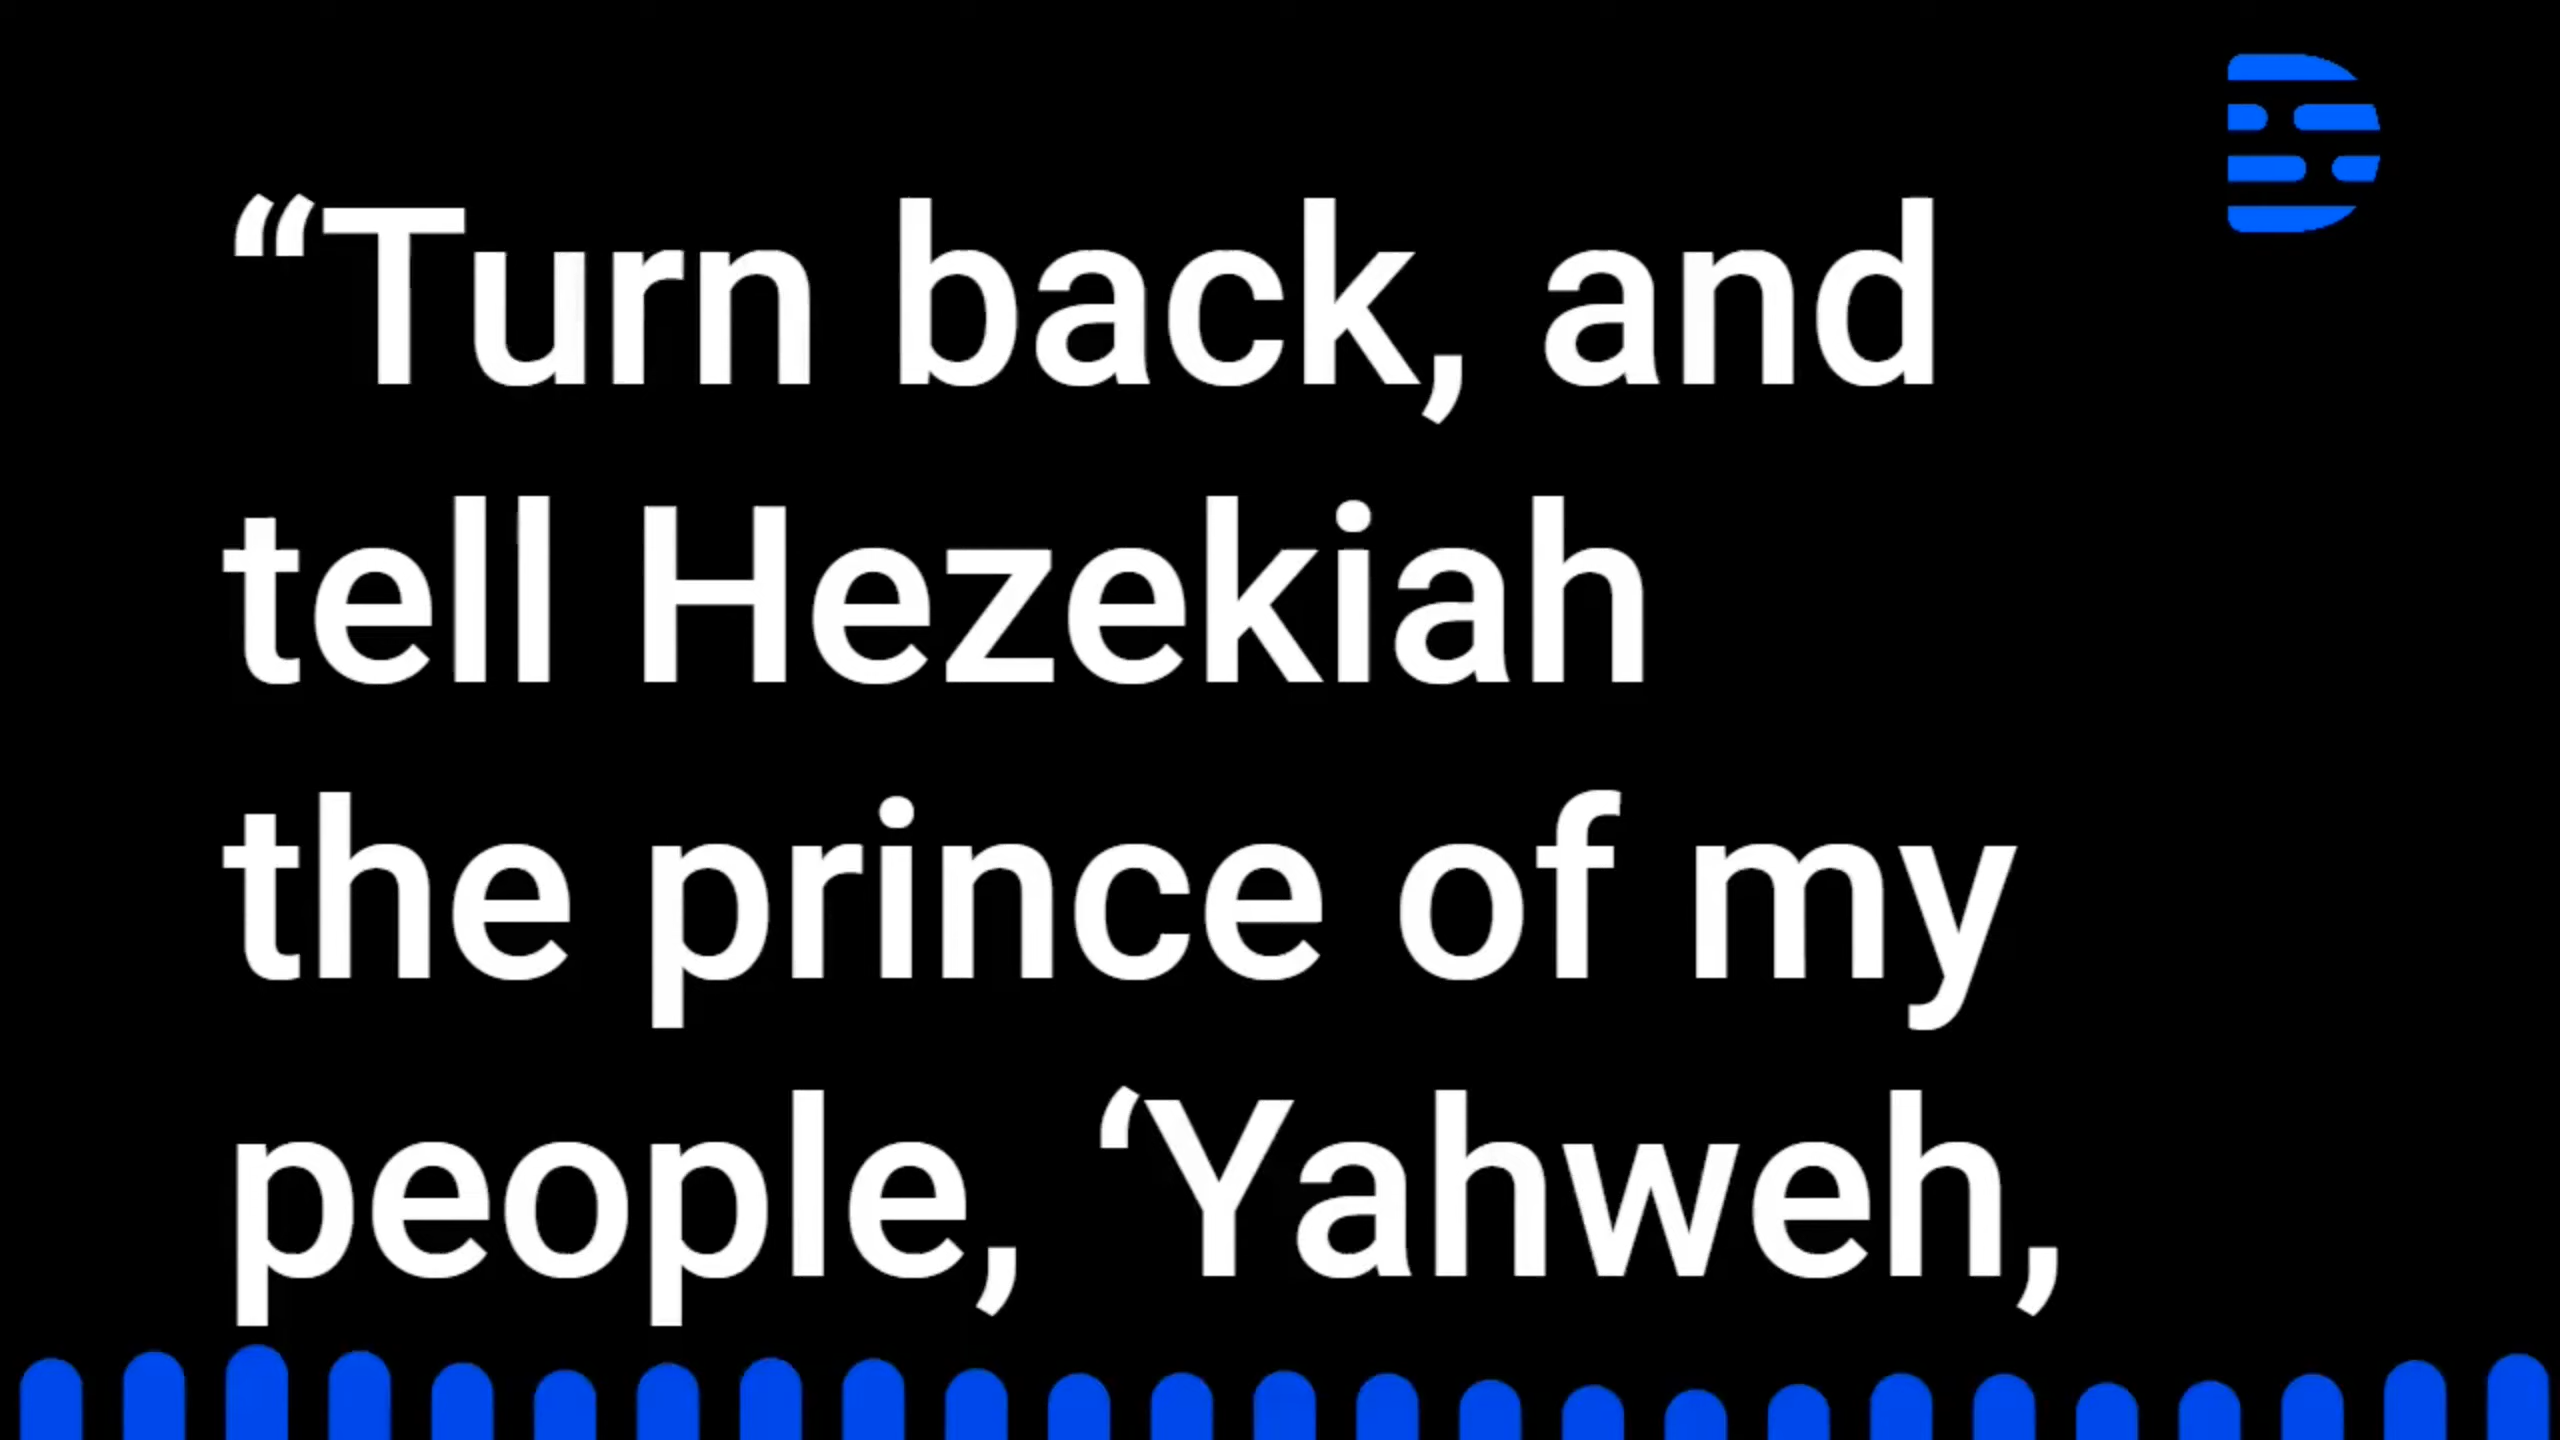 “Turn back, and
tell Hezekiah
the prince of my
people, ‘Yahweh,